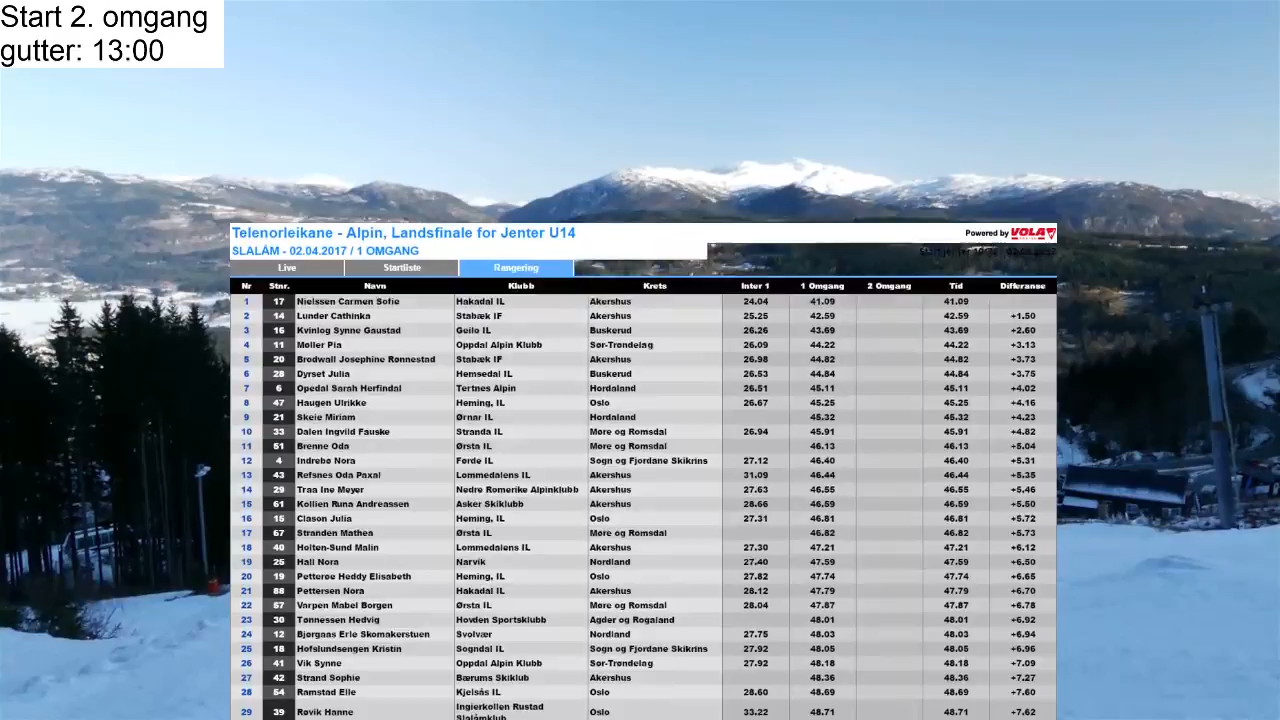 Start 2. omgang
gutter: 13:00
Telenorleikane - Alpin, Landsfinale for Jenter U14
Powered by VOLA
SLALÅM - 02.04.2017 / 1 OMGANG
Live Startliste Rangering
Nr Stnr. Navn Klubb Krets Inter 1 1 Omgang 2 Omgang Tid Differanse
1 17 Nielssen Carmen Sofie Hakadal IL Akershus 24.04 41.09 41.09
2 14 Lunder Cathinka Stabæk IF Akershus 25.25 42.59 42.59 +1.50
3 16 Kvinlog Synne Gaustad Geilo IL Buskerud 26.26 43.69 43.69 +2.60
4 11 Møller Pia Oppdal Alpin Klubb Sør-Trøndelag 26.09 44.22 44.22 +3.13
5 20 Brodwall Josephine Rønnestad Stabæk IF Akershus 26.98 44.82 44.82 +3.73
6 28 Dyrset Julia Hemsedal IL Buskerud 26.53 44.84 44.84 +3.75
7 6 Opedal Sarah Herfindal Tertnes Alpin Hordaland 26.51 45.11 45.11 +4.02
8 47 Haugen Ulrikke Heming, IL Oslo 26.67 45.25 45.25 +4.16
9 21 Skeie Miriam Ørnar IL Hordaland 45.32 45.32 +4.23
10 33 Dalen Ingvild Fauske Stranda IL Møre og Romsdal 26.94 45.91 45.91 +4.82
11 51 Brenne Oda Ørsta IL Møre og Romsdal 46.13 46.13 +5.04
12 4 Indrebø Nora Førde IL Sogn og Fjordane Skikrins 27.12 46.40 46.40 +5.31
13 43 Refsnes Oda Paxal Lommedalens IL Akershus 31.09 46.44 46.44 +5.35
14 29 Traa Ine Meyer Nedre Romerike Alpinklubb Akershus 27.63 46.55 46.55 +5.46
15 61 Kollien Runa Andreassen Asker Skiklubb Akershus 28.66 46.59 46.59 +5.50
16 15 Clason Julia Heming, IL Oslo 27.31 46.81 46.81 +5.72
17 67 Stranden Mathea Ørsta IL Møre og Romsdal 46.82 46.82 +5.73
18 40 Holten-Sund Malin Lommedalens IL Akershus 27.30 47.21 47.21 +6.12
19 25 Hall Nora Narvik Nordland 27.40 47.59 47.59 +6.50
20 19 Petterøe Heddy Elisabeth Heming, IL Oslo 27.82 47.74 47.74 +6.65
21 88 Pettersen Nora Hakadal IL Akershus 28.12 47.79 47.79 +6.70
22 57 Varpen Mabel Borgen Ørsta IL Møre og Romsdal 28.04 47.87 47.87 +6.78
23 30 Tønnessen Hedvig Hovden Sportsklubb Agder og Rogaland 48.01 48.01 +6.92
24 12 Bjørgaas Erle Skomakerstuen Svolvær Nordland 27.75 48.03 48.03 +6.94
25 18 Hofslundsengen Kristin Sogndal IL Sogn og Fjordane Skikrins 27.92 48.05 48.05 +6.96
26 41 Vik Synne Oppdal Alpin Klubb Sør-Trøndelag 27.92 48.18 48.18 +7.09
27 42 Strand Sophie Bærums Skiklub Akershus 48.36 48.36 +7.27
28 54 Ramstad Elle Kjelsås IL Oslo 28.60 48.69 48.69 +7.60
29 39 Røvik Hanne Ingierkollen Rustad Slalåmklub Oslo 33.22 48.71 48.71 +7.62